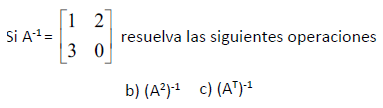 Si A⁻¹ = [1 2
3 0] resuelva las siguientes operaciones
b) (A²)⁻¹ c) (Aᵀ)⁻¹